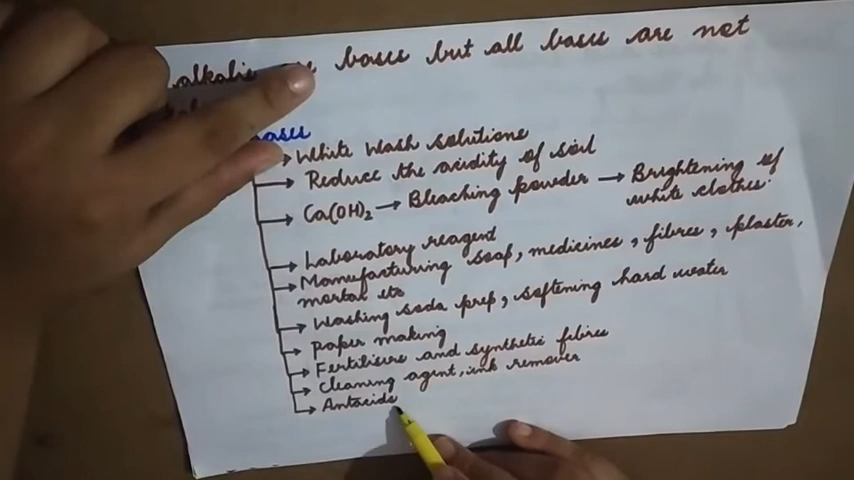 alkalis are bases but all bases are not
bases
White wash solutions
Reduce the acidity of soil
Ca(OH)2 → Bleaching powder → Brightening of
white clothes.
Laboratory reagent
Manufacturing soap, medicines, fibres, plaster,
mortar etc
Washing soda prep, softening hard water
Paper making
Fertilisers and synthetic fibres
Cleaning agent, ink remover
Antacids